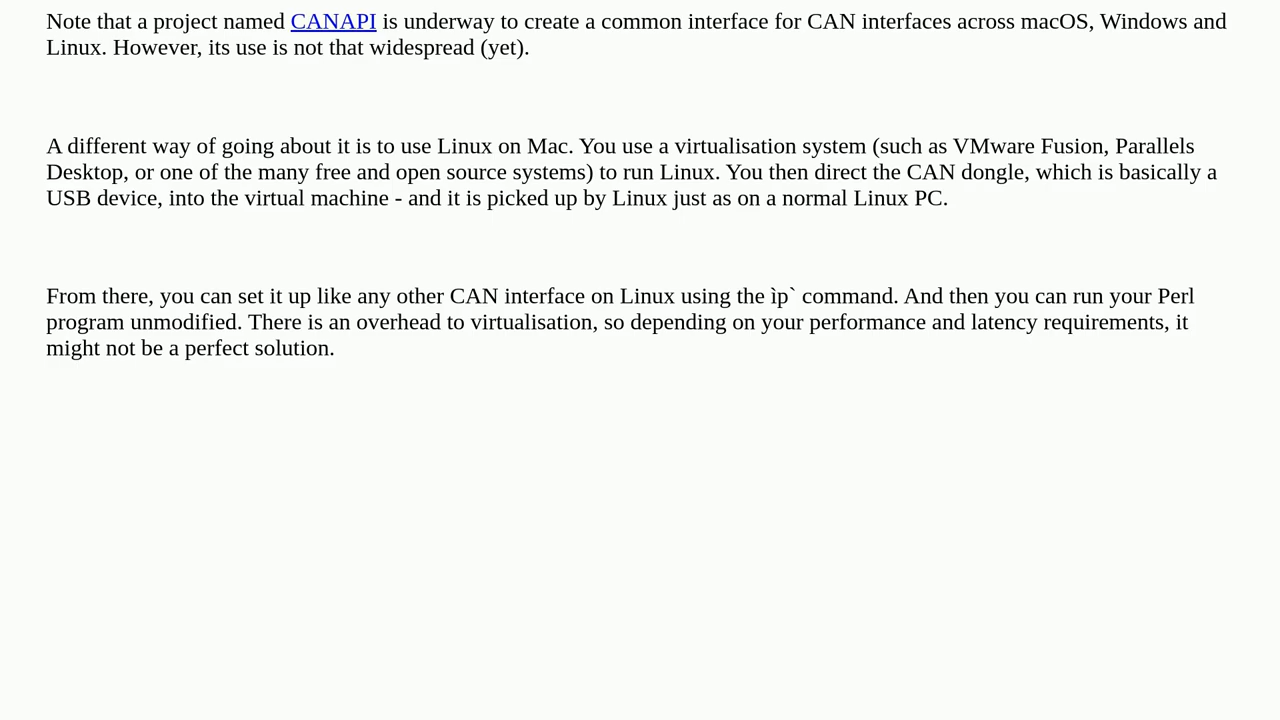 Note that a project named CANAPI is underway to create a common interface for CAN interfaces across macOS, Windows and
Linux. However, its use is not that widespread (yet).
A different way of going about it is to use Linux on Mac. You use a virtualisation system (such as VMware Fusion, Parallels
Desktop, or one of the many free and open source systems) to run Linux. You then direct the CAN dongle, which is basically a
USB device, into the virtual machine - and it is picked up by Linux just as on a normal Linux PC.
From there, you can set it up like any other CAN interface on Linux using the ìp` command. And then you can run your Perl
program unmodified. There is an overhead to virtualisation, so depending on your performance and latency requirements, it
might not be a perfect solution.